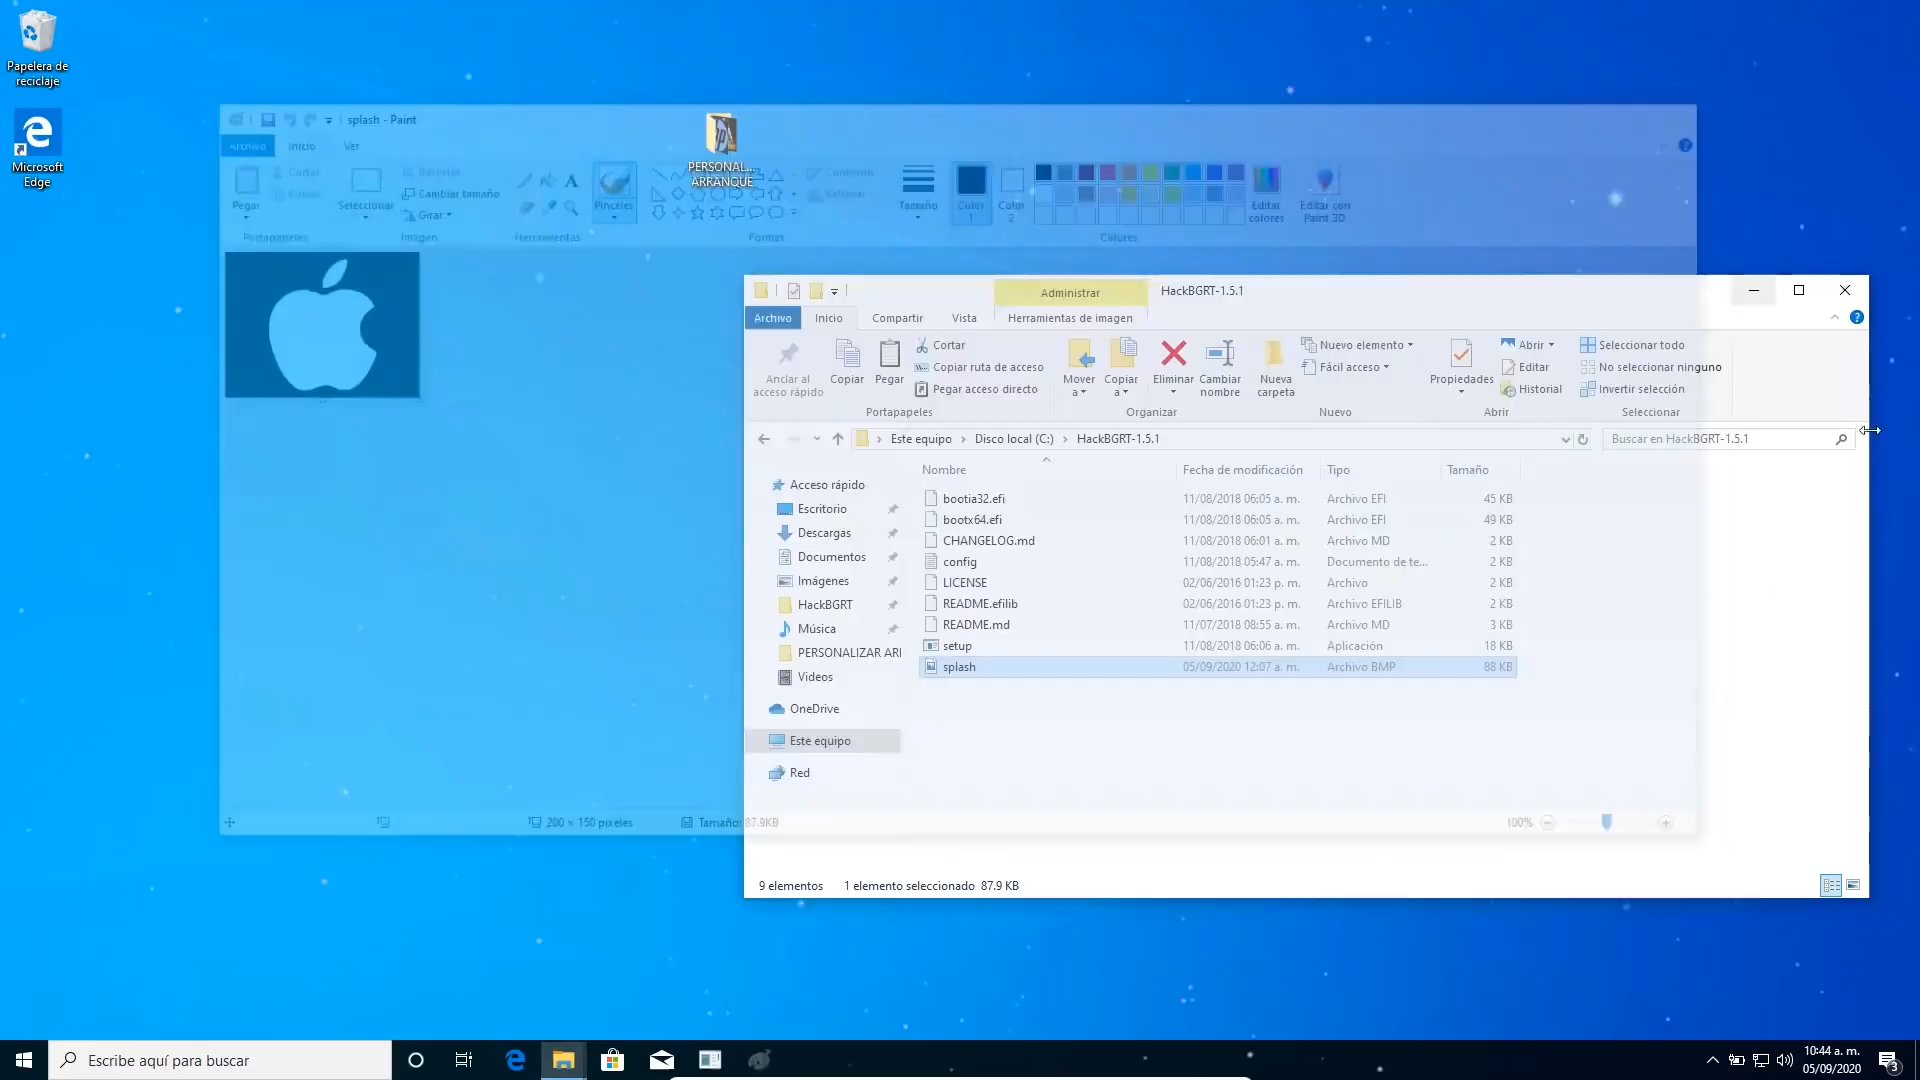 Papelera de
reciclaje
Microsoft
Edge
splash - Paint
Archivo
Inicio
Ver
Pegar
Cortar
Copiar
Seleccionar
Recortar
Cambiar tamaño
Girar
Pinceles
Contorno
Rellenar
Tamaño
Color
1
Color
2
Editar
colores
Editar con
Paint 3D
Portapapeles
Imagen
Herramientas
Formas
Colores
PERSONAL...
ARRANQUE
200 × 150 píxeles
Tamaño: 87.9KB
100%
Administrar
HackBGRT-1.5.1
Archivo
Inicio
Compartir
Vista
Herramientas de imagen
Anclar al
acceso rápido
Copiar
Pegar
Cortar
Copiar ruta de acceso
Pegar acceso directo
Portapapeles
Mover
a
Copiar
a
Eliminar
Cambiar
nombre
Organizar
Nueva
carpeta
Nuevo elemento
Fácil acceso
Nuevo
Propiedades
Abrir
Editar
Historial
Abrir
Seleccionar todo
No seleccionar ninguno
Invertir selección
Seleccionar
Este equipo
Disco local (C:)
HackBGRT-1.5.1
Buscar en HackBGRT-1.5.1
Acceso rápido
Escritorio
Descargas
Documentos
Imágenes
HackBGRT
Música
PERSONALIZAR ARI
Videos
OneDrive
Este equipo
Red
Nombre Fecha de modificación Tipo Tamaño
bootia32.efi 11/08/2018 06:05 a. m. Archivo EFI 45 KB
bootx64.efi 11/08/2018 06:05 a. m. Archivo EFI 49 KB
CHANGELOG.md 11/08/2018 06:01 a. m. Archivo MD 2 KB
config 11/08/2018 05:47 a. m. Documento de te... 2 KB
LICENSE 02/06/2016 01:23 p. m. Archivo 2 KB
README.efilib 02/06/2016 01:23 p. m. Archivo EFILIB 2 KB
README.md 11/07/2018 08:55 a. m. Archivo MD 3 KB
setup 11/08/2018 06:06 a. m. Aplicación 18 KB
splash 05/09/2020 12:07 a. m. Archivo BMP 88 KB
9 elementos 1 elemento seleccionado 87.9 KB
Escribe aquí para buscar
10:44 a. m.
05/09/2020
3